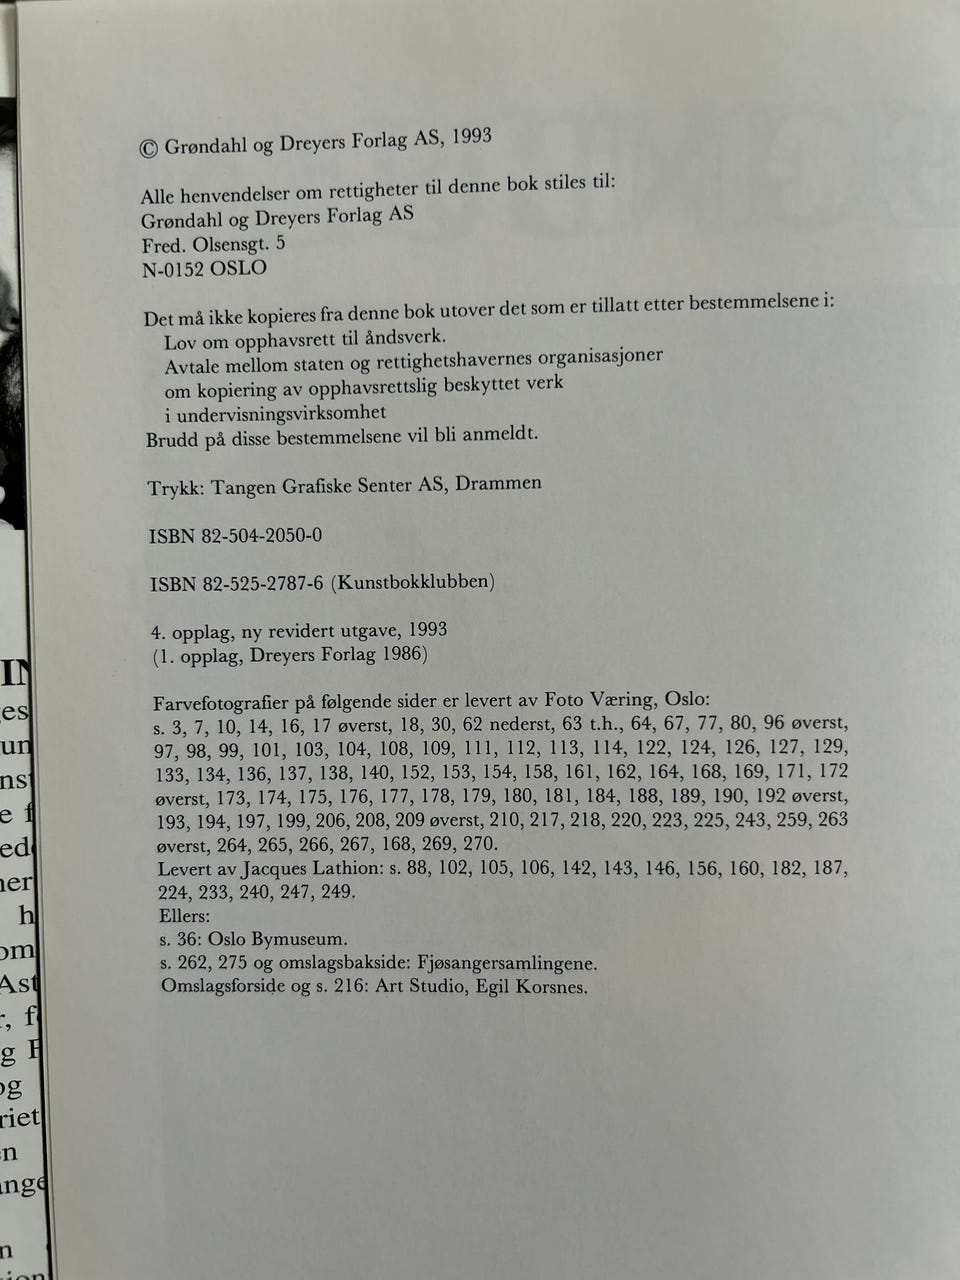 © Grøndahl og Dreyers Forlag AS, 1993
Alle henvendelser om rettigheter til denne bok stiles til:
Grøndahl og Dreyers Forlag AS
Fred. Olsensgt. 5
N-0152 OSLO
Det må ikke kopieres fra denne bok utover det som er tillatt etter bestemmelsene i:
Lov om opphavsrett til åndsverk.
Avtale mellom staten og rettighetshavernes organisasjoner
om kopiering av opphavsrettslig beskyttet verk
i undervisningsvirksomhet
Brudd på disse bestemmelsene vil bli anmeldt.
Trykk: Tangen Grafiske Senter AS, Drammen
ISBN 82-504-2050-0
ISBN 82-525-2787-6 (Kunstbokklubben)
4. opplag, ny revidert utgave, 1993
(1. opplag, Dreyers Forlag 1986)
Farvefotografier på følgende sider er levert av Foto Væring, Oslo:
s. 3, 7, 10, 14, 16, 17 øverst, 18, 30, 62 nederst, 63 t.h., 64, 67, 77, 80, 96 øverst,
97, 98, 99, 101, 103, 104, 108, 109, 111, 112, 113, 114, 122, 124, 126, 127, 129,
133, 134, 136, 137, 138, 140, 152, 153, 154, 158, 161, 162, 164, 168, 169, 171, 172
øverst, 173, 174, 175, 176, 177, 178, 179, 180, 181, 184, 188, 189, 190, 192 øverst,
193, 194, 197, 199, 206, 208, 209 øverst, 210, 217, 218, 220, 223, 225, 243, 259, 263
øverst, 264, 265, 266, 267, 168, 269, 270.
Levert av Jacques Lathion: s. 88, 102, 105, 106, 142, 143, 146, 156, 160, 182, 187,
224, 233, 240, 247, 249.
Ellers:
s. 36: Oslo Bymuseum.
s. 262, 275 og omslagsbakside: Fjøsangersamlingene.
Omslagsforside og s. 216: Art Studio, Egil Korsnes.